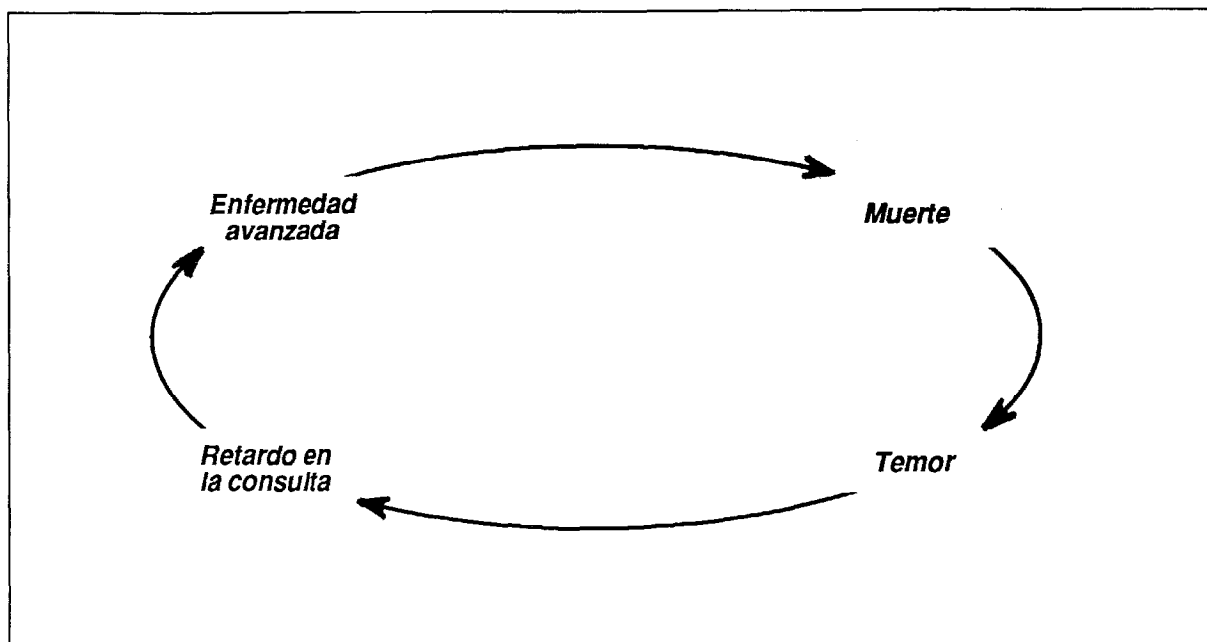 Enfermedad
avanzada
Muerte
Retardo en
la consulta
Temor